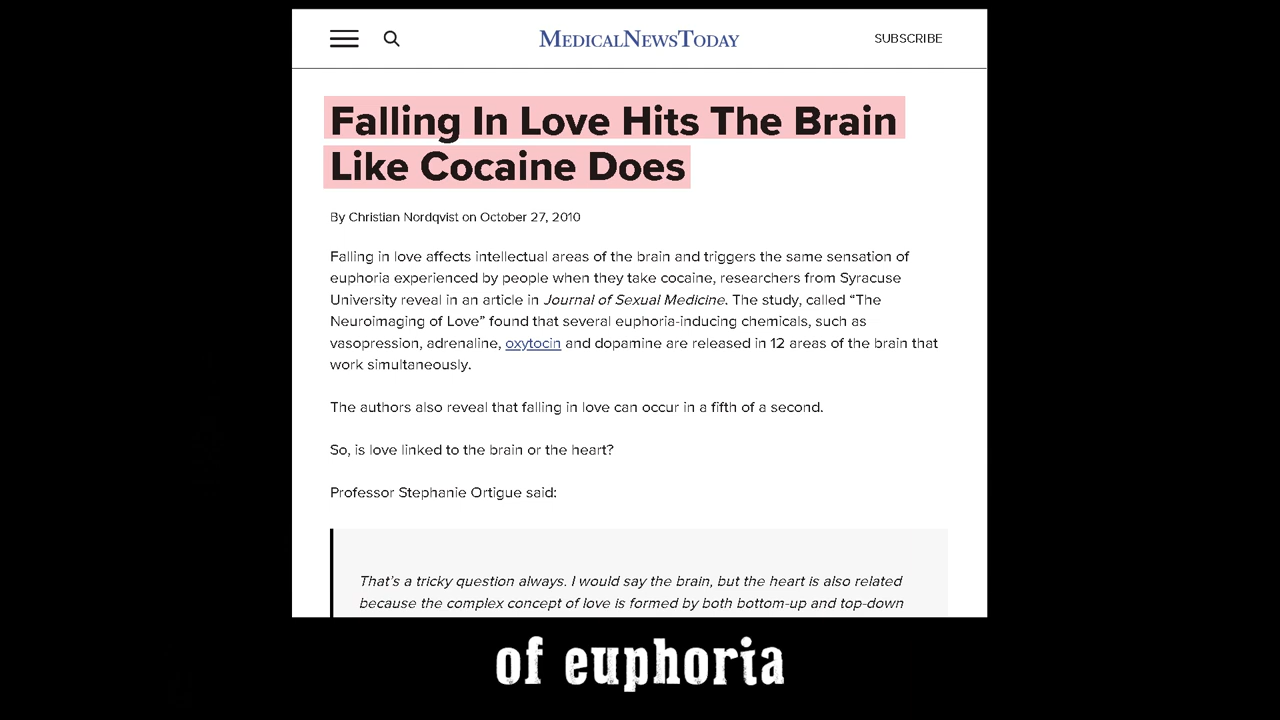 MEDICALNEWSTODAY
SUBSCRIBE
Falling In Love Hits The Brain
Like Cocaine Does
By Christian Nordqvist on October 27, 2010
Falling in love affects intellectual areas of the brain and triggers the same sensation of
euphoria experienced by people when they take cocaine, researchers from Syracuse
University reveal in an article in Journal of Sexual Medicine. The study, called “The
Neuroimaging of Love” found that several euphoria-inducing chemicals, such as
vasopression, adrenaline, oxytocin and dopamine are released in 12 areas of the brain that
work simultaneously.
The authors also reveal that falling in love can occur in a fifth of a second.
So, is love linked to the brain or the heart?
Professor Stephanie Ortigue said:
That’s a tricky question always. I would say the brain, but the heart is also related
because the complex concept of love is formed by both bottom-up and top-down
of euphoria